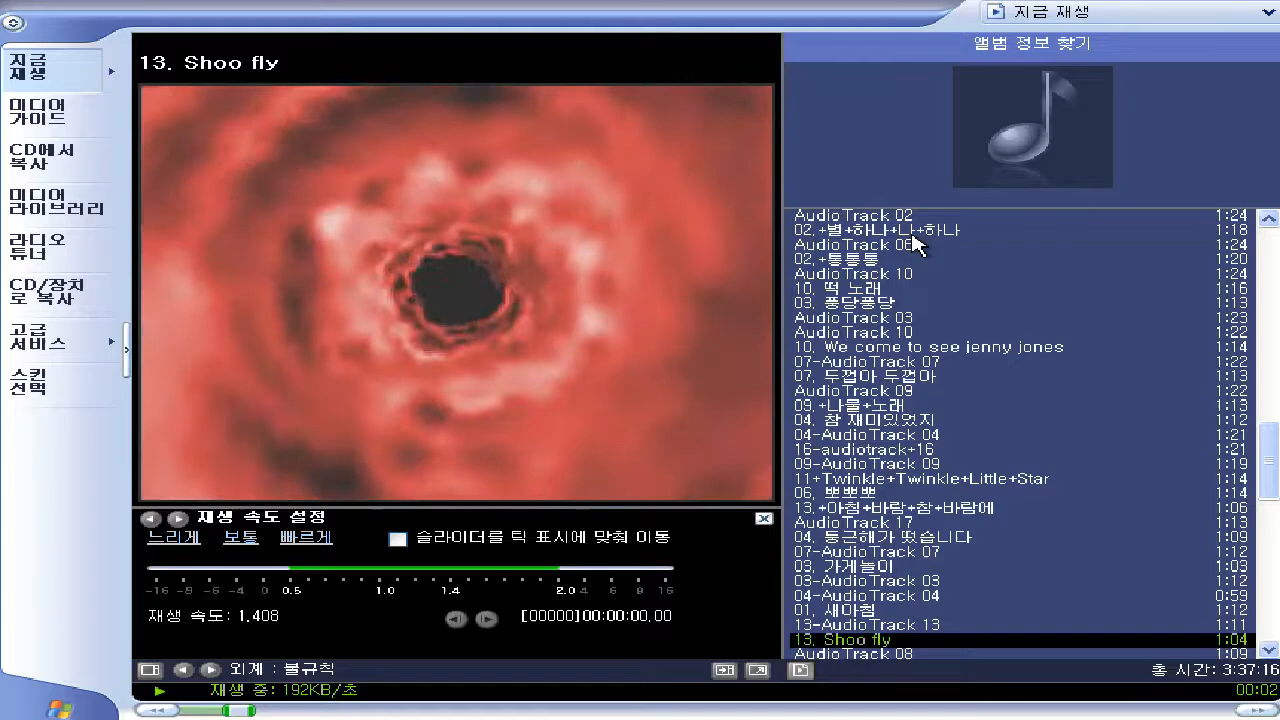 지금 재생
지금
재생
미디어
가이드
CD에서
복사
미디어
라이브러리
라디오
튜너
CD/장치
로 복사
고급
서비스
스킨
선택
13. Shoo fly
재생 속도 설정
느리게 보통 빠르게 슬라이더를 틱 표시에 맞춰 이동
-16 -8 -6 -4 0 0.5 1.0 1.4 2.0 4 6 8 16
재생 속도: 1.408 [00000]00:00:00.00
외계 : 불규칙
재생 중: 192KB/초
앨범 정보 찾기
AudioTrack 02 1:24
02.+별+하나+나+하나 1:18
AudioTrack 06 1:24
02.+통통통 1:20
AudioTrack 10 1:24
10. 떡 노래 1:16
03. 퐁당퐁당 1:13
AudioTrack 03 1:23
AudioTrack 10 1:22
10. We come to see jenny jones 1:14
07-AudioTrack 07 1:22
07. 두껍아 두껍아 1:13
AudioTrack 09 1:22
09.+나물+노래 1:13
04. 참 재미있었지 1:12
04-AudioTrack 04 1:21
16-audiotrack+16 1:21
09-AudioTrack 09 1:19
11+Twinkle+Twinkle+Little+Star 1:14
06. 뽀뽀뽀 1:14
13.+아침+바람+찬+바람에 1:06
AudioTrack 17 1:13
04. 둥근해가 떴습니다 1:09
07-AudioTrack 07 1:12
03. 가게놀이 1:03
03-AudioTrack 03 1:12
04-AudioTrack 04 0:59
01. 새아침 1:12
13-AudioTrack 13 1:11
13. Shoo fly 1:04
AudioTrack 08 1:09
총 시간: 3:37:16
00:02